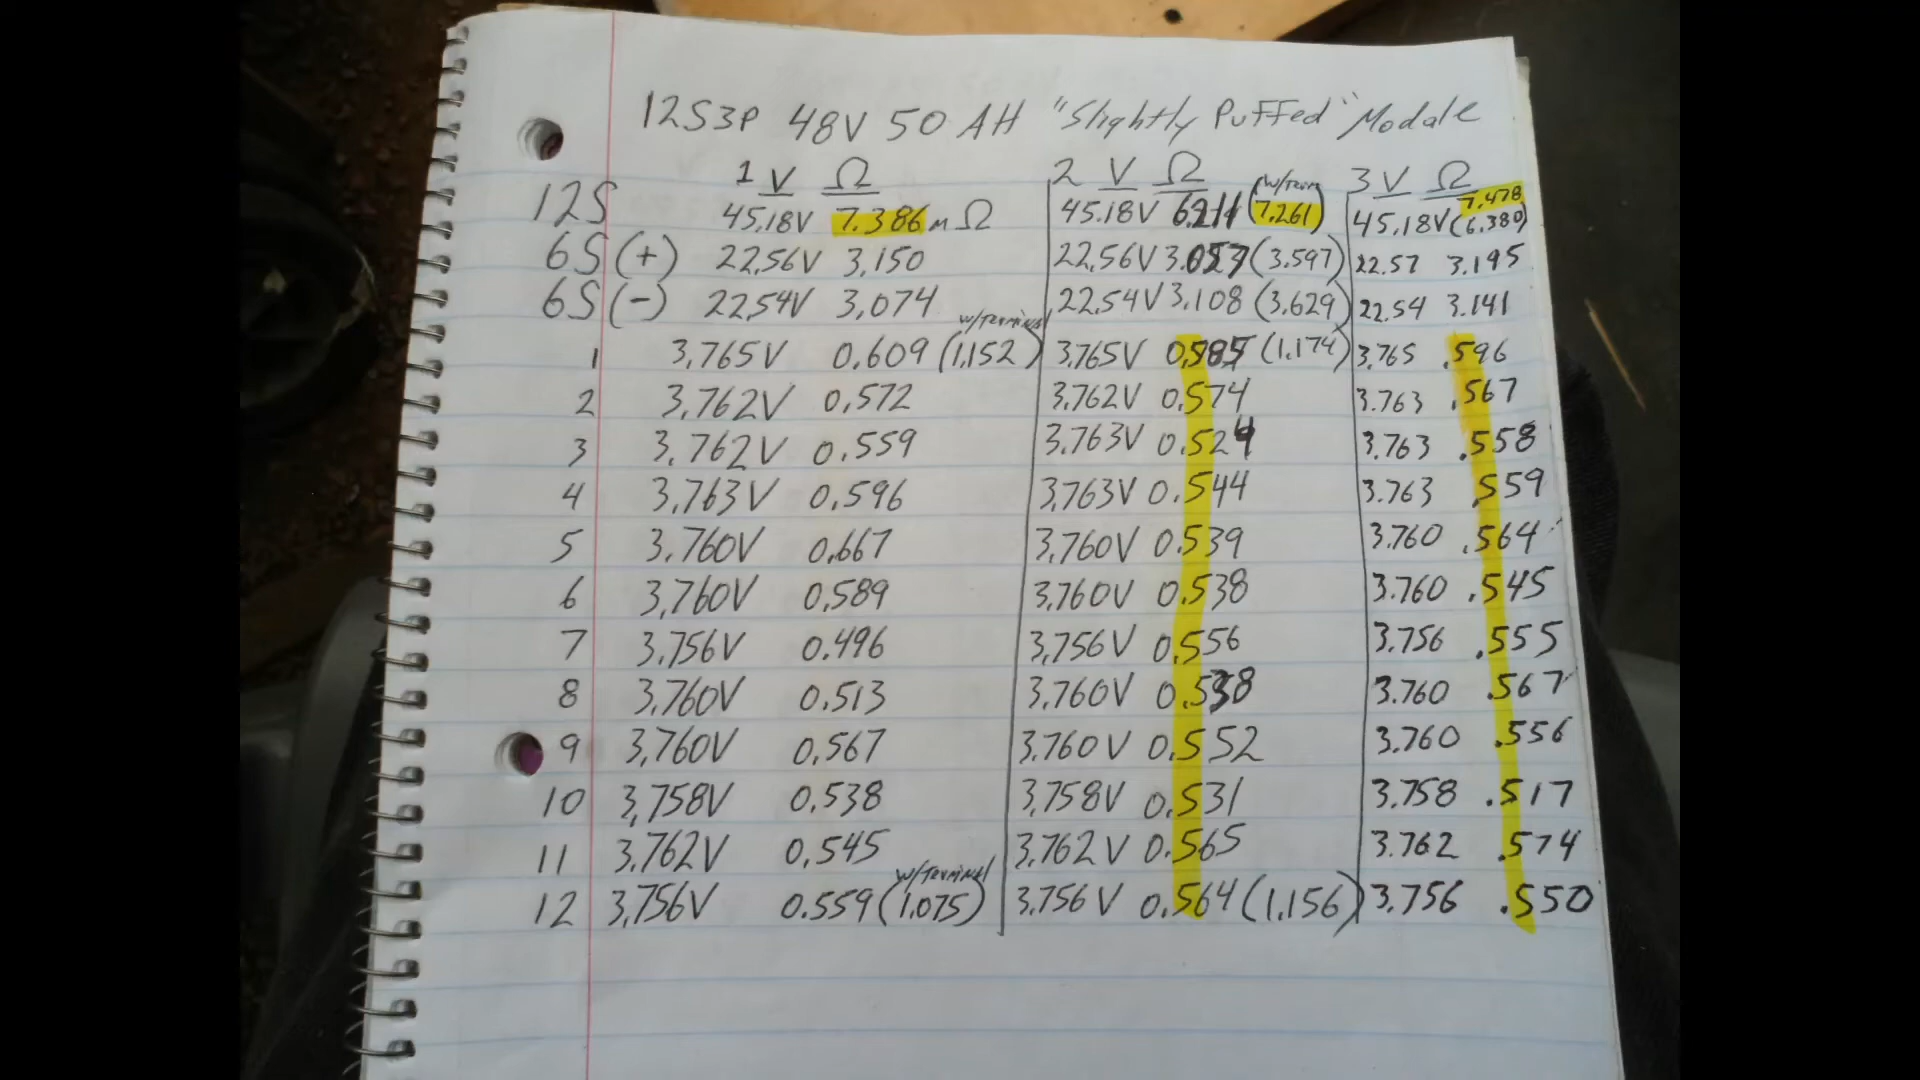 12S3P 48V 50 AH "Slightly Puffed" Module
1 V Ω 2 V Ω (w/Term 3 V Ω
12S 45.18V 7.386 m Ω 45.18V 6.211 (7.261) 45.18V (6.380) 7.478
6S (+) 22.56V 3.150 22.56V (3.597) 22.57 3.195
6S (-) 22.54V 3.074 22.54V 3.108 (3.629) 22.54 3.141
1 3.765V 0.609 (1.152) w/Terminal 3.765V (1.174) 3.765 .596
2 3.762V 0.572 3.762V 0.574 3.763 .567
3 3.762V 0.559 3.763V 0.524 3.763 .558
4 3.763V 0.596 3.763V 0.544 3.763 .559
5 3.760V 0.667 3.760V 0.539 3.760 .564
6 3.760V 0.589 3.760V 0.538 3.760 .545
7 3.756V 0.496 3.756V 0.556 3.756 .555
8 3.760V 0.513 3.760V 0.538 3.760 .567
9 3.760V 0.567 3.760V 0.552 3.760 .556
10 3.758V 0.538 3.758V 0.531 3.758 .517
11 3.762V 0.545 3.762V 0.565 3.762 .574
12 3.756V 0.559 (1.075) w/Terminal 3.756V 0.564 (1.156) 3.756 .550